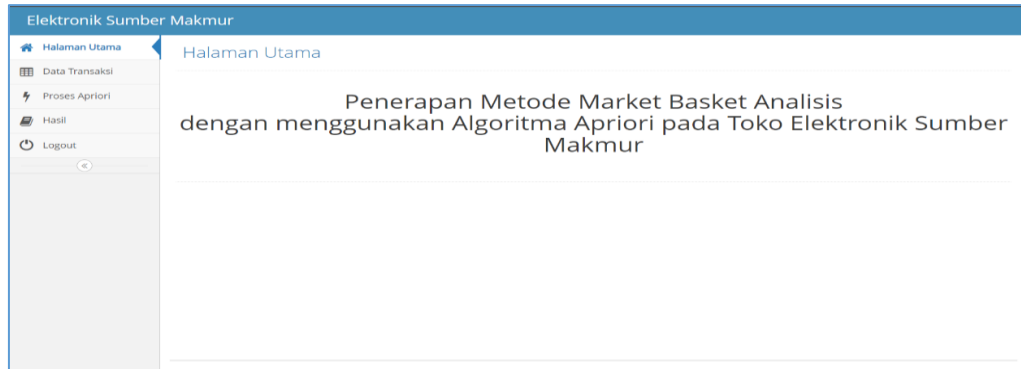 Elektronik Sumber Makmur
Halaman Utama
Data Transaksi
Proses Apriori
Hasil
Logout
Halaman Utama
Penerapan Metode Market Basket Analisis
dengan menggunakan Algoritma Apriori pada Toko Elektronik Sumber
Makmur